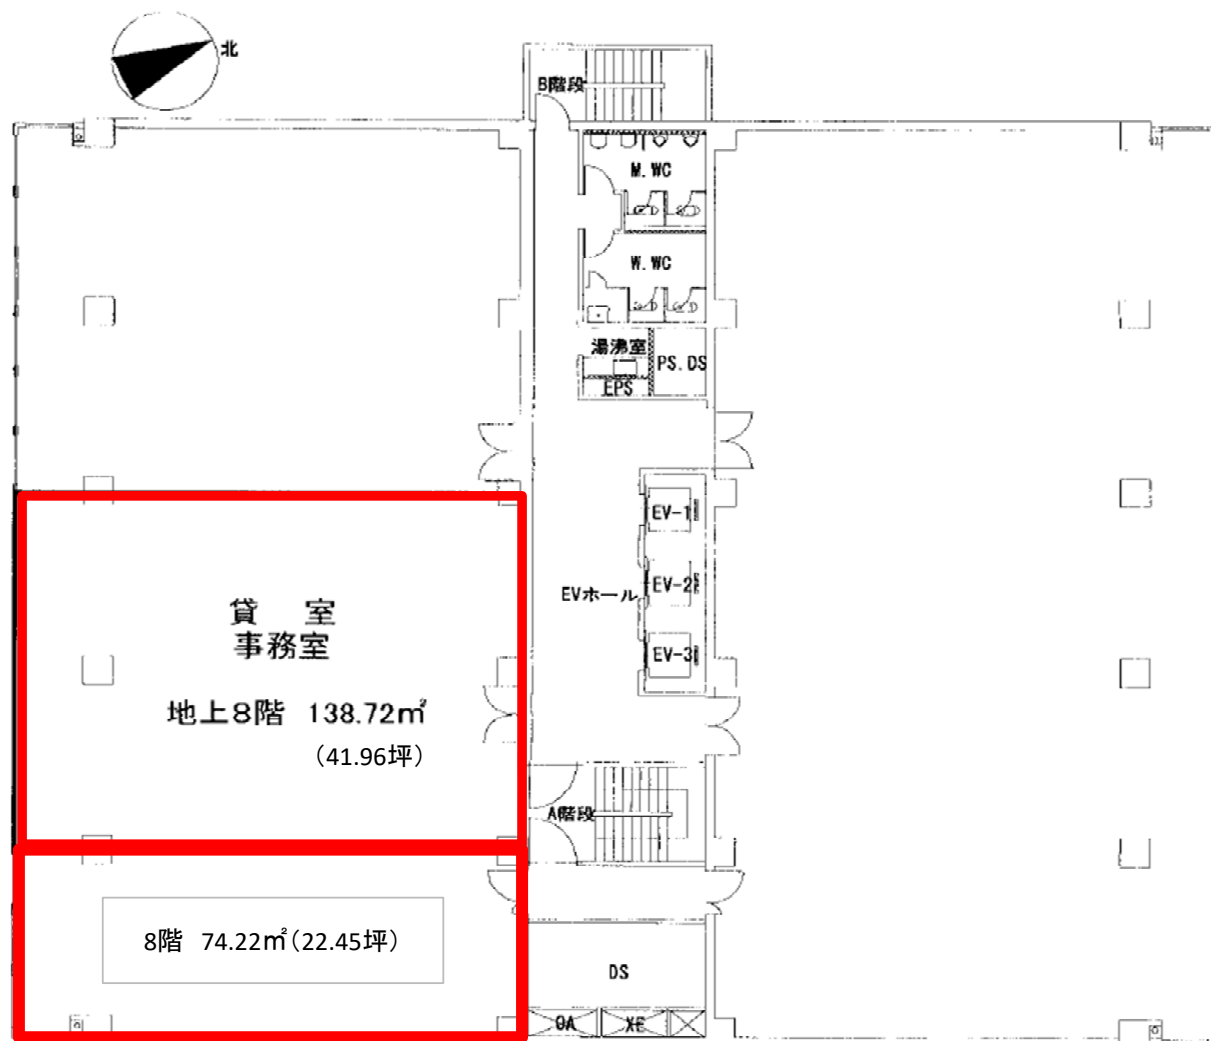 北
B階段
M.WC
W.WC
湯沸室
PS.DS
EPS
EV-1
EV-2
EV-3
EVホール
貸　室
事務室
地上8階　138.72㎡
（41.96坪）
A階段
8階　74.22㎡（22.45坪）
DS
OA
XE